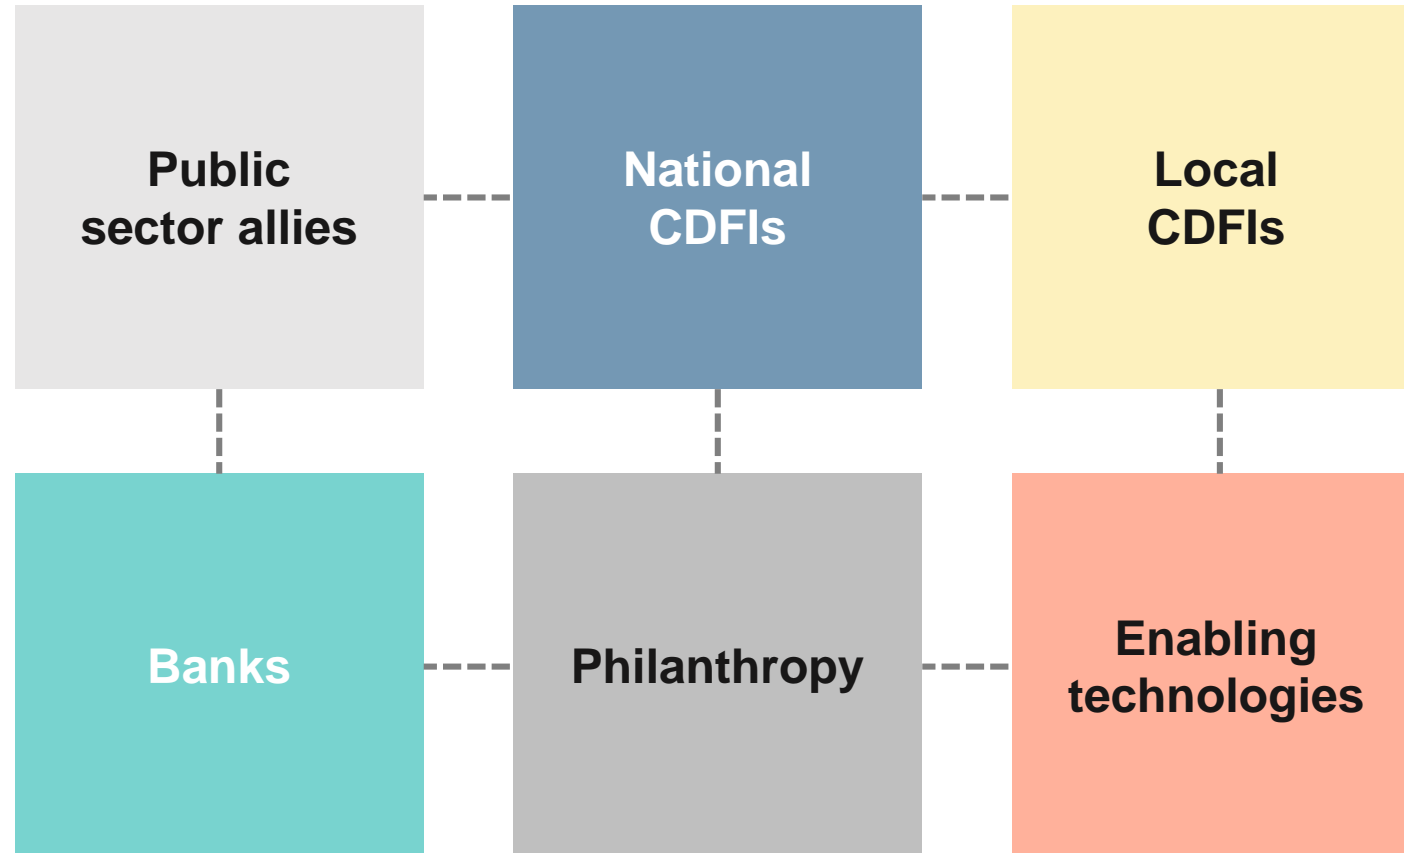 Public
sector allies
National
CDFIs
Local
CDFIs
Banks
Philanthropy
Enabling
technologies